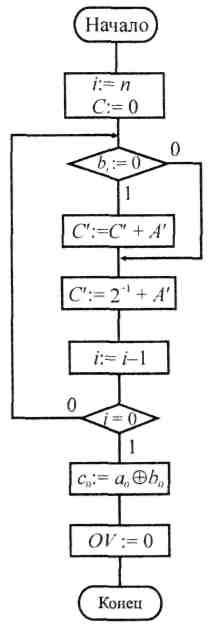 Начало
i:= n
C:= 0
bᵢ:= 0
0
1
C':=C' + A'
C':= 2⁻¹ + A'
i:= i–1
0
i = 0
1
c₀:= a₀⊕b₀
OV := 0
Конец